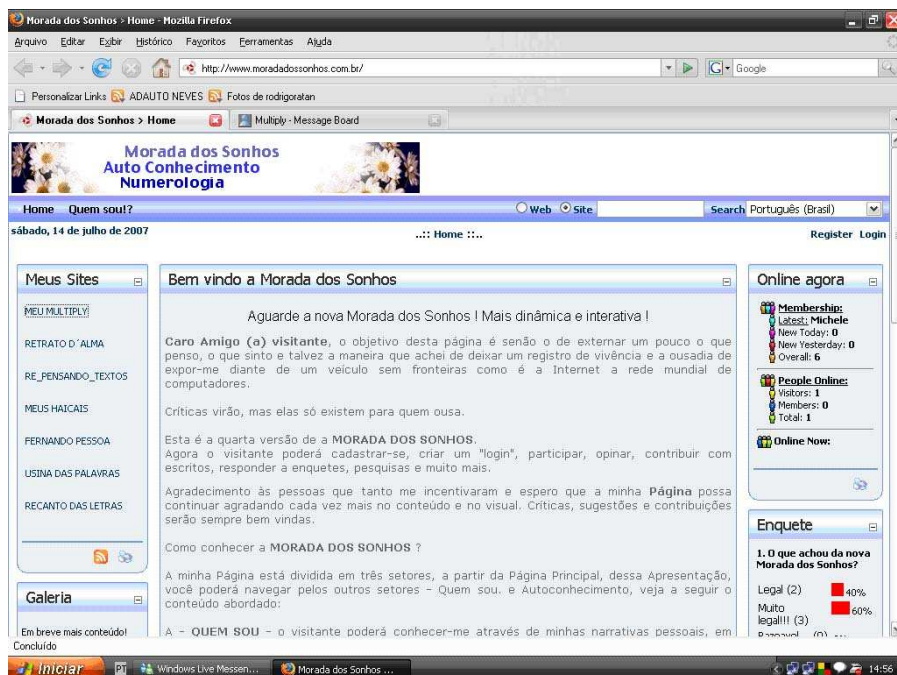 Morada dos Sonhos > Home - Mozilla Firefox
Arquivo Editar Exibir Histórico Favoritos Ferramentas Ajuda
http://www.moradadossonhos.com.br/
G Google
Personalizar Links ADAUTO NEVES Fotos de rodrigoratan
Morada dos Sonhos > Home Multiply - Message Board
Morada dos Sonhos
Auto Conhecimento
Numerologia
Home Quem sou!? Web Site Search Português (Brasil)
sábado, 14 de julho de 2007 ..:: Home ::.. Register Login
Meus Sites
MEU MULTIPLY
RETRATO D´ALMA
RE_PENSANDO_TEXTOS
MEUS HAICAIS
FERNANDO PESSOA
USINA DAS PALAVRAS
RECANTO DAS LETRAS
Galeria
Em breve mais conteúdo!
Bem vindo a Morada dos Sonhos
Aguarde a nova Morada dos Sonhos ! Mais dinâmica e interativa !
Caro Amigo (a) visitante, o objetivo desta página é senão o de externar um pouco o que
penso, o que sinto e talvez a maneira que achei de deixar um registro de vivência e a ousadia de
expor-me diante de um veículo sem fronteiras como é a Internet a rede mundial de
computadores.
Críticas virão, mas elas só existem para quem ousa.
Esta é a quarta versão de a MORADA DOS SONHOS.
Agora o visitante poderá cadastrar-se, criar um "login", participar, opinar, contribuir com
escritos, responder a enquetes, pesquisas e muito mais.
Agradecimento às pessoas que tanto me incentivaram e espero que a minha Página possa
continuar agradando cada vez mais no conteúdo e no visual. Críticas, sugestões e contribuições
serão sempre bem vindas.
Como conhecer a MORADA DOS SONHOS ?
A minha Página está dividida em três setores, a partir da Página Principal, dessa Apresentação,
você poderá navegar pelos outros setores - Quem sou. e Autoconhecimento, veja a seguir o
conteúdo abordado:
A - QUEM SOU - o visitante poderá conhecer-me através de minhas narrativas pessoais, em
Online agora
Membership:
Latest: Michele
New Today: 0
New Yesterday: 0
Overall: 6
People Online:
Visitors: 1
Members: 0
Total: 1
Online Now:
Enquete
1. O que achou da nova
Morada dos Sonhos?
Legal (2) 40%
Muito
legal!!! (3) 60%
Concluído
Iniciar PT Windows Live Messen... Morada dos Sonhos ... 14:56